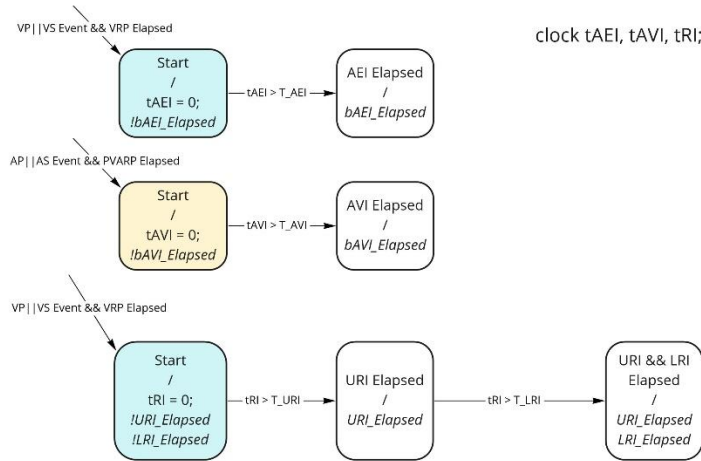 VP||VS Event && VRP Elapsed
clock tAEI, tAVI, tRI;
Start
/
tAEI = 0;
!bAEI_Elapsed
tAEI > T_AEI
AEI Elapsed
/
bAEI_Elapsed
AP||AS Event && PVARP Elapsed
Start
/
tAVI = 0;
!bAVI_Elapsed
tAVI > T_AVI
AVI Elapsed
/
bAVI_Elapsed
VP||VS Event && VRP Elapsed
Start
/
tRI = 0;
!URI_Elapsed
!LRI_Elapsed
tRI > T_URI
URI Elapsed
/
URI_Elapsed
tRI > T_LRI
URI && LRI
Elapsed
/
URI_Elapsed
LRI_Elapsed